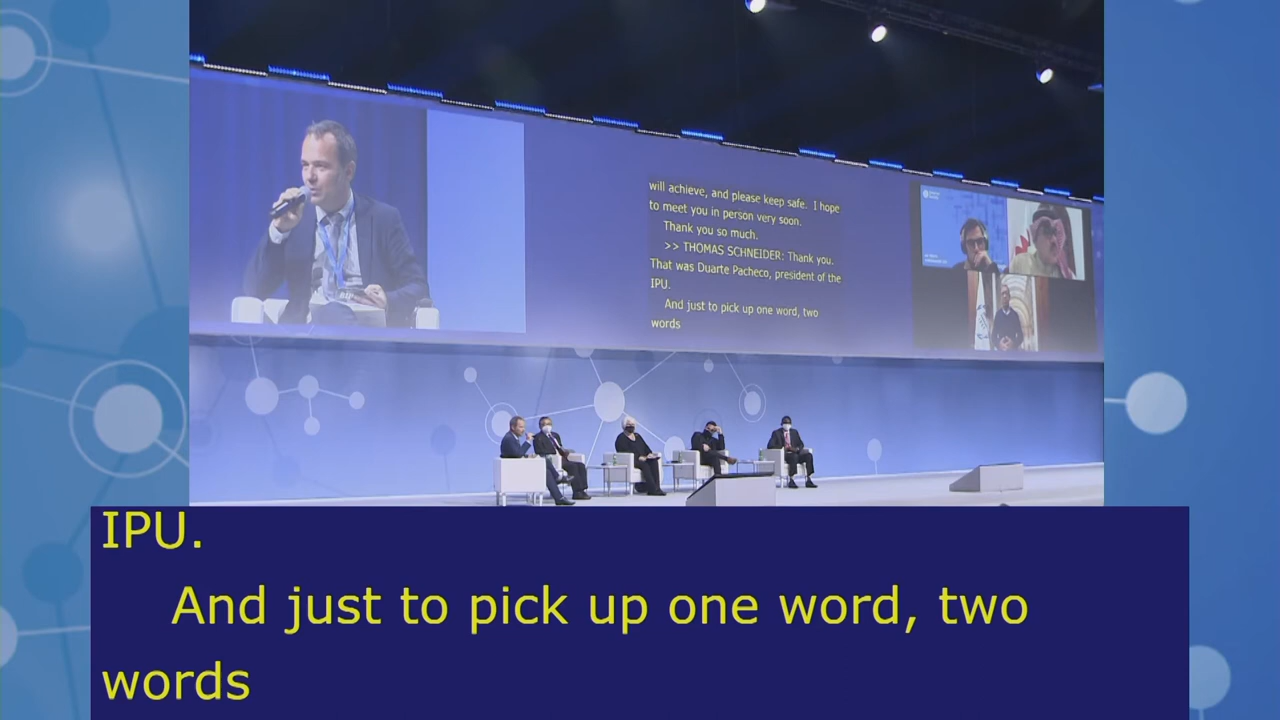 will achieve, and please keep safe. I hope
to meet you in person very soon.
Thank you so much.
>> THOMAS SCHNEIDER: Thank you.
That was Duarte Pacheco, president of the
IPU.
And just to pick up one word, two
words
IPU.
And just to pick up one word, two
words